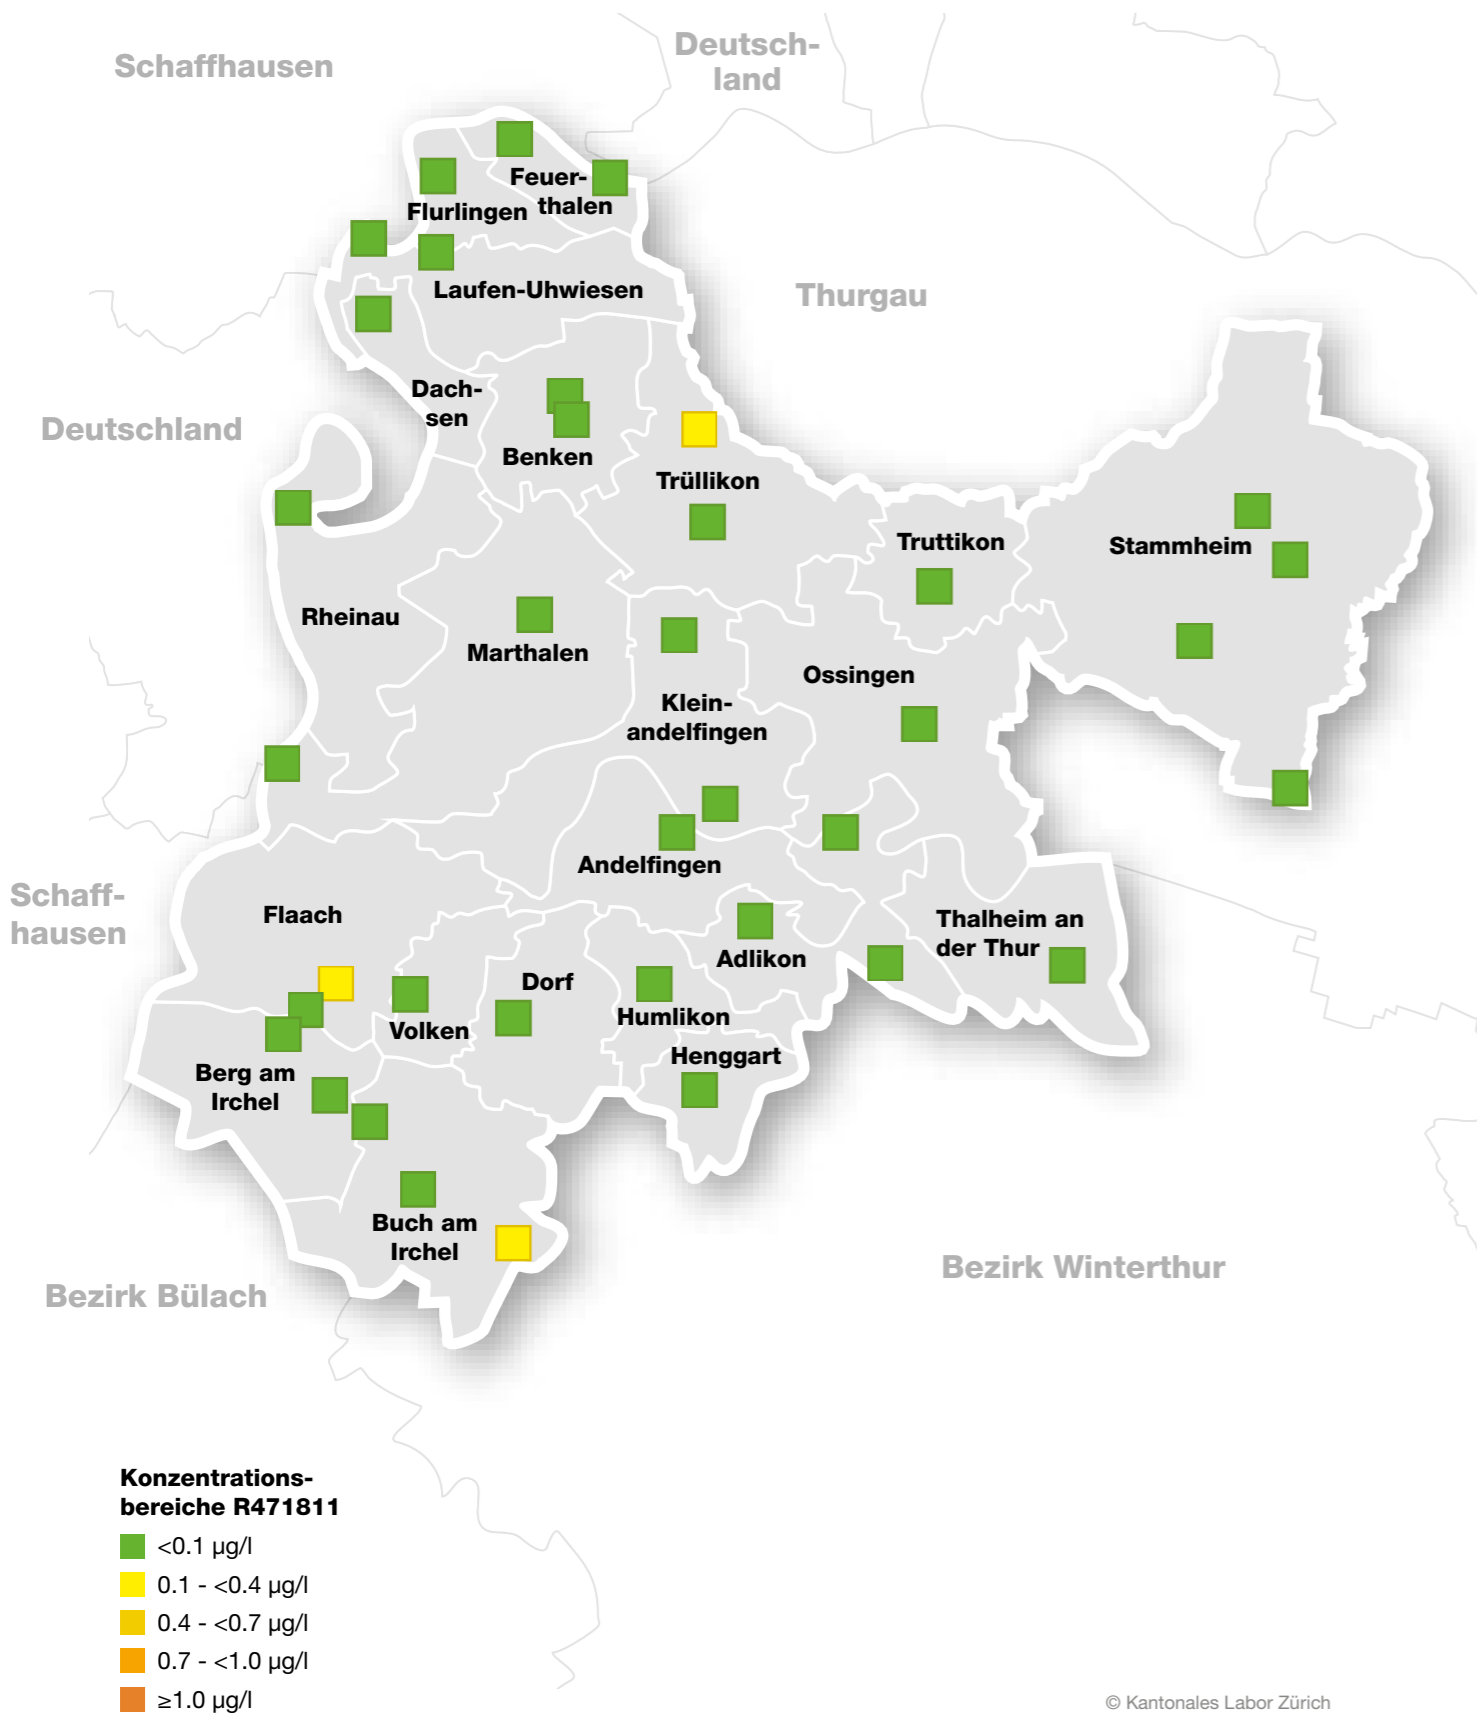 Schaffhausen
Deutsch-
land
Feuer-
thalen
Flurlingen
Laufen-Uhwiesen
Thurgau
Dach-
sen
Deutschland
Benken
Trüllikon
Truttikon
Stammheim
Rheinau
Marthalen
Ossingen
Klein-
andelfingen
Andelfingen
Schaff-
hausen
Flaach
Thalheim an
der Thur
Adlikon
Dorf
Humlikon
Volken
Henggart
Berg am
Irchel
Buch am
Irchel
Bezirk Winterthur
Bezirk Bülach
Konzentrations-
bereiche R471811
<0.1 µg/l
0.1 - <0.4 µg/l
0.4 - <0.7 µg/l
0.7 - <1.0 µg/l
≥1.0 µg/l
© Kantonales Labor Zürich